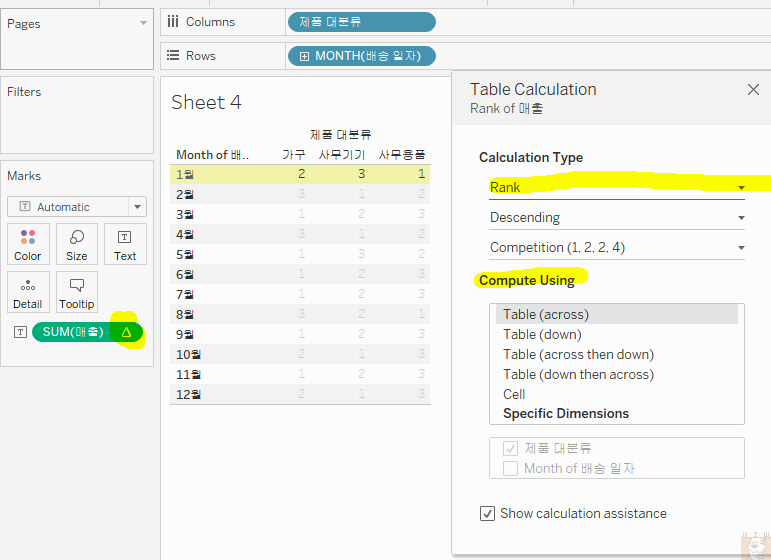 Pages
Columns
제품 대분류
Rows
MONTH(배송 일자)
Filters
Marks
Automatic
Color
Size
Text
Detail
Tooltip
SUM(매출) △
Sheet 4
제품 대분류
Month of 배.. 가구 사무기기 사무용품
1월 2 3 1
2월 3 1 2
3월 1 2 3
4월 3 1 2
5월 1 3 2
6월 1 2 3
7월 1 2 3
8월 3 2 1
9월 1 2 3
10월 2 1 3
11월 1 2 3
12월 2 1 3
Table Calculation
Rank of 매출
Calculation Type
Rank
Descending
Competition (1, 2, 2, 4)
Compute Using
Table (across)
Table (down)
Table (across then down)
Table (down then across)
Cell
Specific Dimensions
제품 대분류
Month of 배송 일자
Show calculation assistance